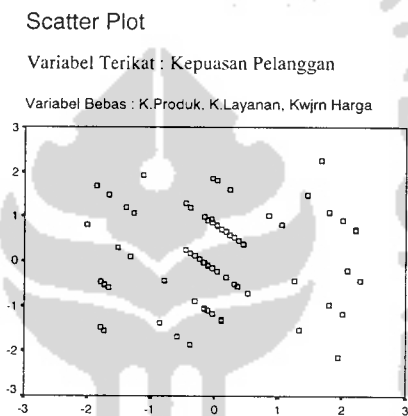 Scatter Plot
Variabel Terikat : Kepuasan Pelanggan
Variabel Bebas : K.Produk, K.Layanan, Kwjrn Harga
3
2
1
0
-1
-2
-3
-3 -2 -1 0 1 2 3